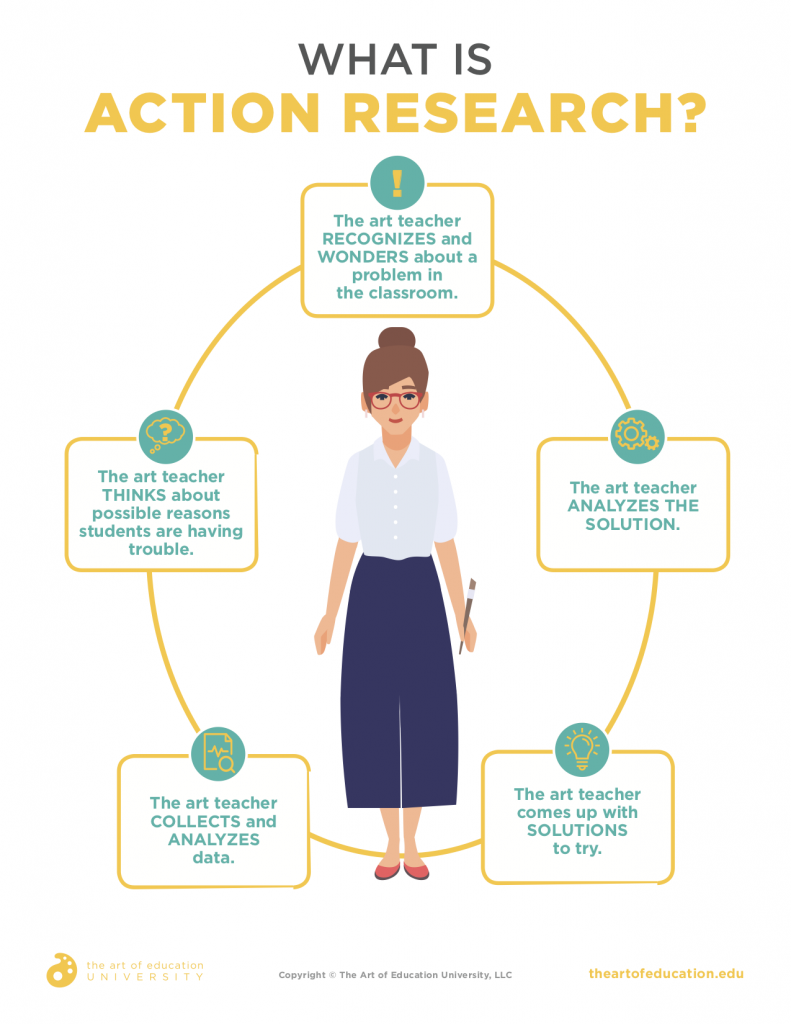 WHAT IS
ACTION RESEARCH?
!
The art teacher
RECOGNIZES and
WONDERS about a
problem in
the classroom.
?
The art teacher
THINKS about
possible reasons
students are having
trouble.
The art teacher
ANALYZES THE
SOLUTION.
The art teacher
COLLECTS and
ANALYZES
data.
The art teacher
comes up with
SOLUTIONS
to try.
the art of education
UNIVERSITY
Copyright © The Art of Education University, LLC
theartofeducation.edu